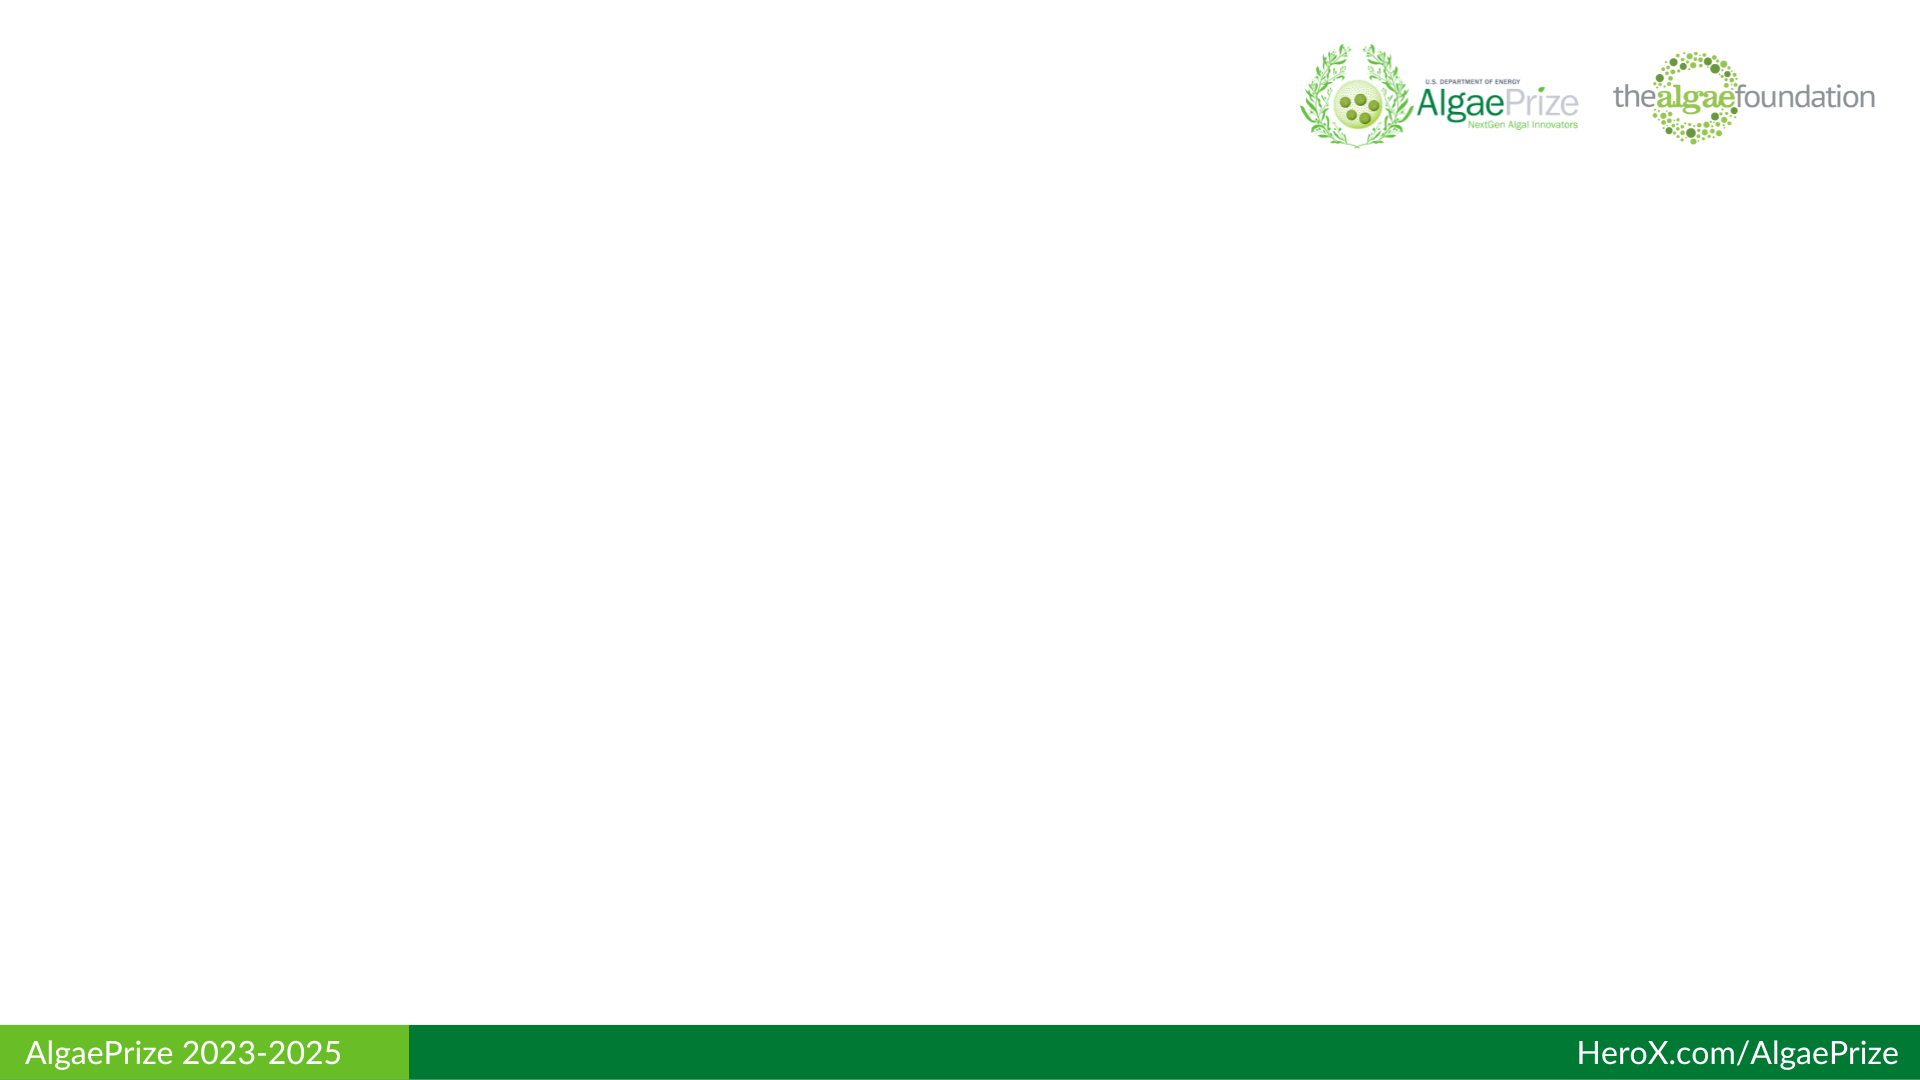 U.S. DEPARTMENT OF ENERGY
AlgaePrize
NextGen Algal Innovators
thealgaefoundation
AlgaePrize 2023-2025
HeroX.com/AlgaePrize